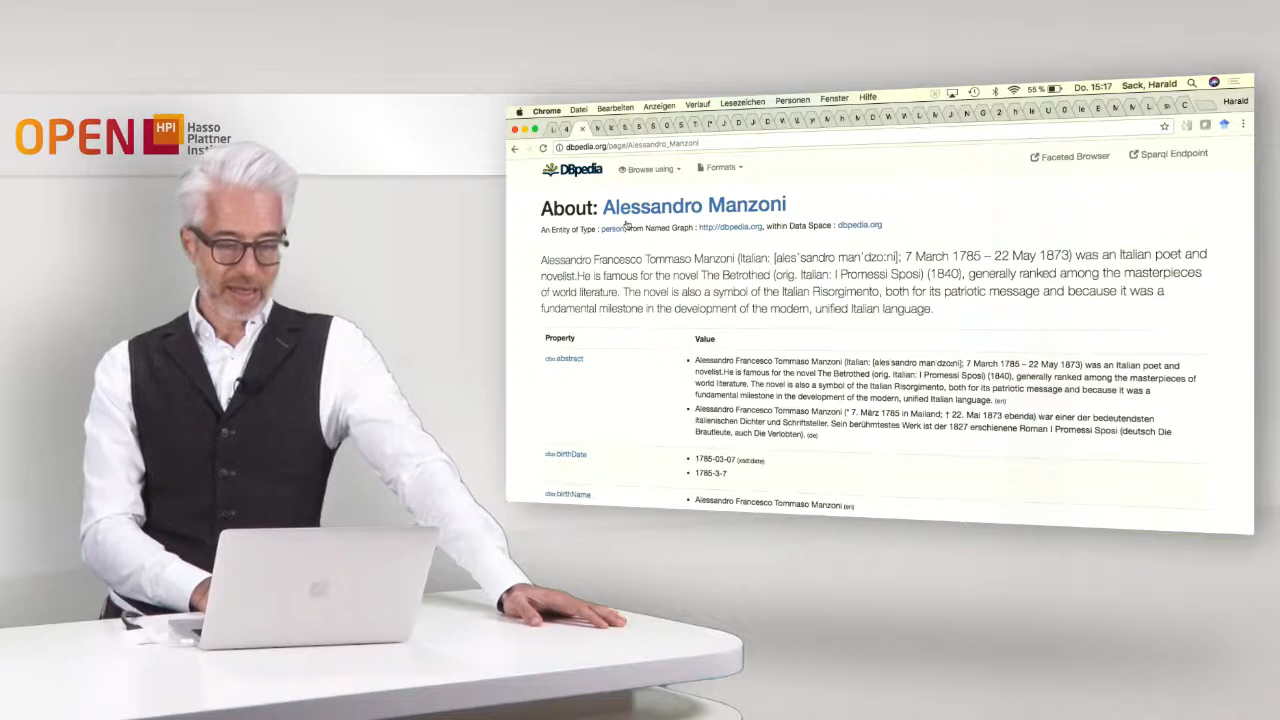 OPEN HPI Hasso
Plattner
Chrome Datei Bearbeiten Anzeigen Verlauf Lesezeichen Personen Fenster Hilfe 55 % Do. 15:17 Sack, Harald
Harald
dbpedia.org/page/Alessandro_Manzoni
DBpedia Browse using Formats Faceted Browser Sparql Endpoint
About: Alessandro Manzoni
An Entity of Type : person, from Named Graph : http://dbpedia.org, within Data Space : dbpedia.org
Alessandro Francesco Tommaso Manzoni (Italian: [alesˈsandro manˈdzoːni]; 7 March 1785 – 22 May 1873) was an Italian poet and
novelist.He is famous for the novel The Betrothed (orig. Italian: I Promessi Sposi) (1840), generally ranked among the masterpieces
of world literature. The novel is also a symbol of the Italian Risorgimento, both for its patriotic message and because it was a
fundamental milestone in the development of the modern, unified Italian language.
Property Value
dbo:abstract
Alessandro Francesco Tommaso Manzoni (Italian: [alesˈsandro manˈdzoːni]; 7 March 1785 – 22 May 1873) was an Italian poet and
novelist.He is famous for the novel The Betrothed (orig. Italian: I Promessi Sposi) (1840), generally ranked among the masterpieces of
world literature. The novel is also a symbol of the Italian Risorgimento, both for its patriotic message and because it was a
fundamental milestone in the development of the modern, unified Italian language. (en)
Alessandro Francesco Tommaso Manzoni (* 7. März 1785 in Mailand; † 22. Mai 1873 ebenda) war einer der bedeutendsten
italienischen Dichter und Schriftsteller. Sein berühmtestes Werk ist der 1827 erschienene Roman I Promessi Sposi (deutsch Die
Brautleute, auch Die Verlobten). (de)
dbo:birthDate
1785-03-07 (xsd:date)
1785-3-7
dbo:birthName
Alessandro Francesco Tommaso Manzoni (en)